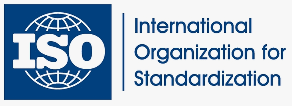 ISO
International
Organization for
Standardization